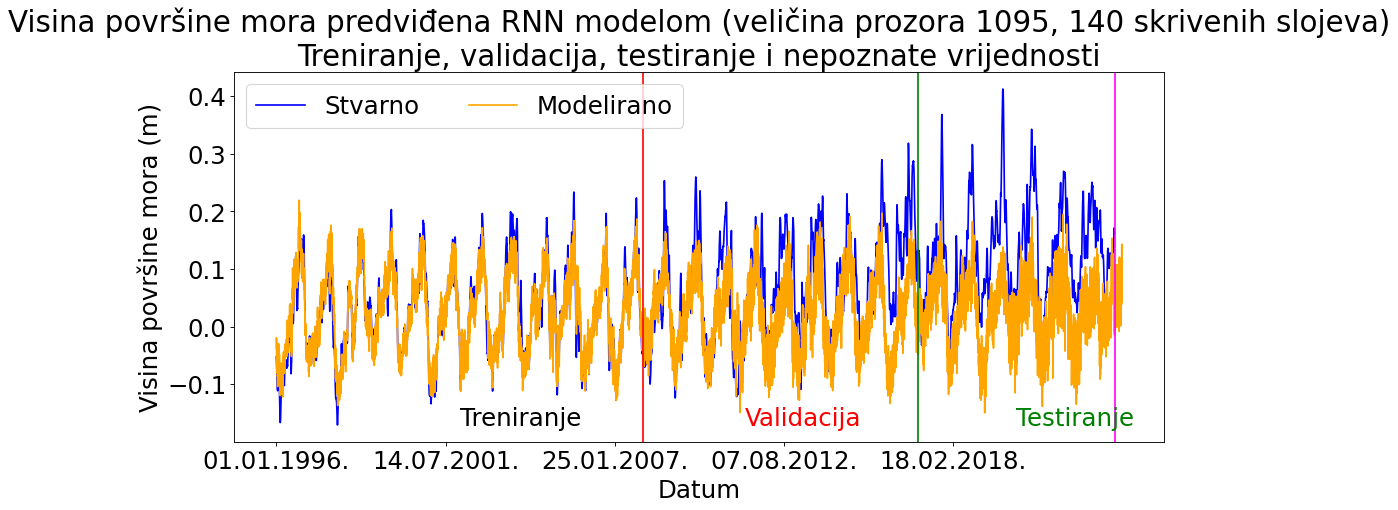 Visina površine mora predviđena RNN modelom (veličina prozora 1095, 140 skrivenih slojeva)
Treniranje, validacija, testiranje i nepoznate vrijednosti
Stvarno Modelirano
Visina površine mora (m)
0.4
0.3
0.2
0.1
0.0
−0.1
Treniranje Validacija Testiranje
01.01.1996. 14.07.2001. 25.01.2007. 07.08.2012. 18.02.2018.
Datum